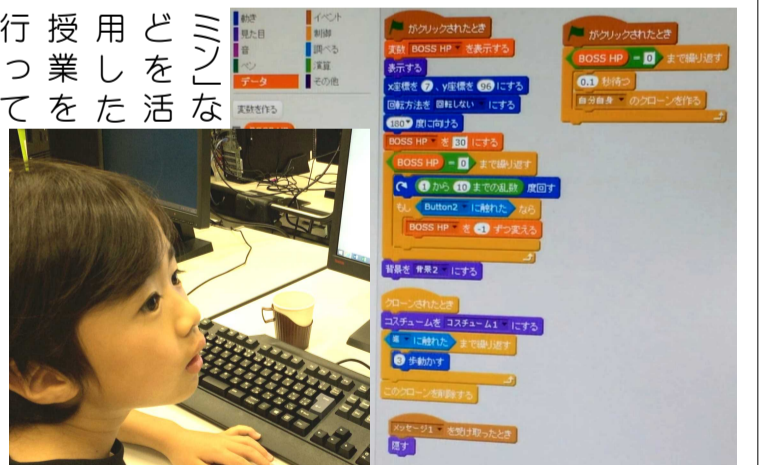 ミン」な
どを活
用した
授業を
行って
動き
見た目
音
ペン
データ
イベント
制御
調べる
演算
その他
変数を作る
がクリックされたとき
変数 BOSS HP を表示する
表示する
x座標を 7 、y座標を 96 にする
回転方法を 回転しない にする
180 度に向ける
BOSS HP を 30 にする
BOSS HP = 0 まで繰り返す
1 から 10 までの乱数 度回す
もし Button2 に触れた なら
BOSS HP を -1 ずつ変える
背景を 背景2 にする
クローンされたとき
コスチュームを コスチューム1 にする
端 に触れた まで繰り返す
3 歩動かす
このクローンを削除する
メッセージ1 を受け取ったとき
隠す
がクリックされたとき
BOSS HP = 0 まで繰り返す
0.1 秒待つ
自分自身 のクローンを作る